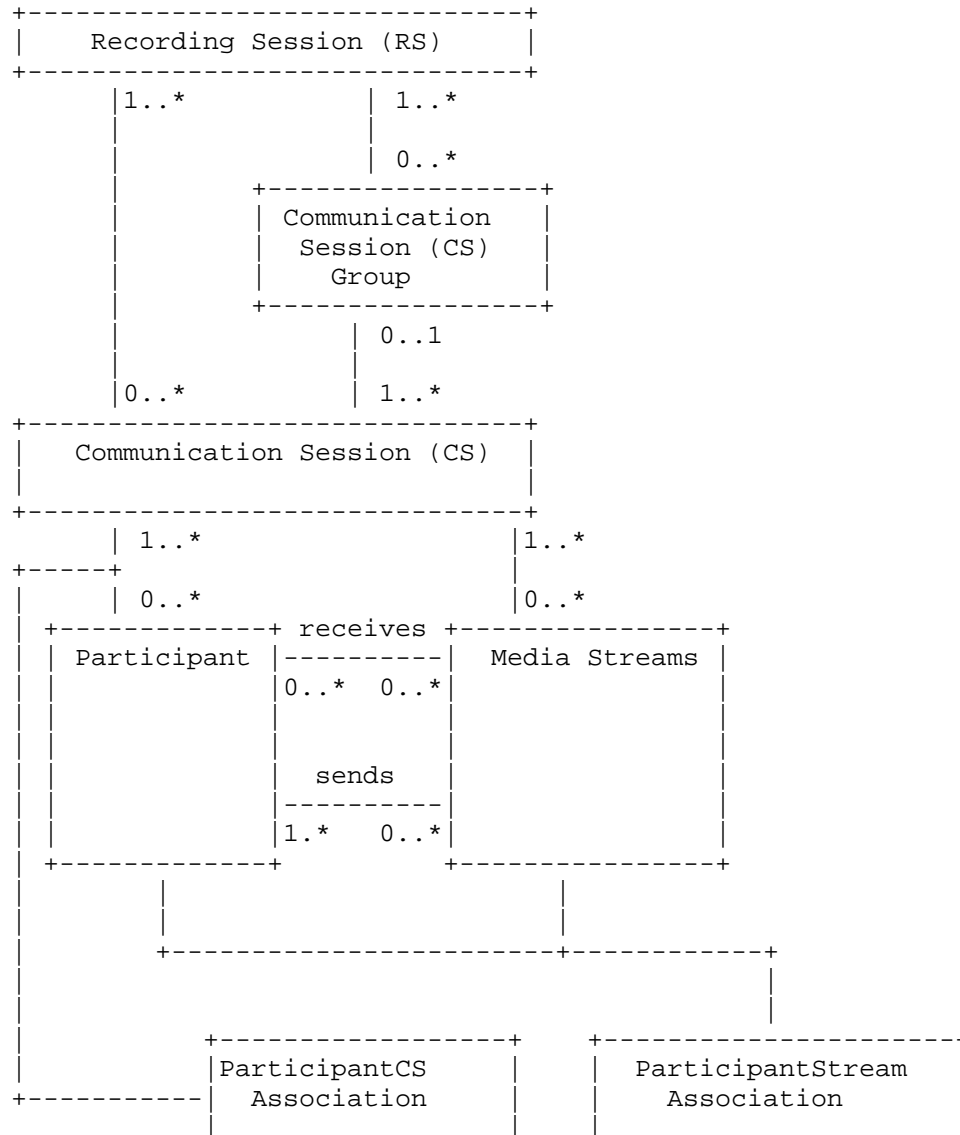 Recording Session (RS)
1..* 1..*
0..*
Communication
Session (CS)
Group
0..1
0..* 1..*
Communication Session (CS)
1..* 1..*
0..* 0..*
receives
Participant Media Streams
0..* 0..*
sends
1.* 0..*
ParticipantCS ParticipantStream
Association Association